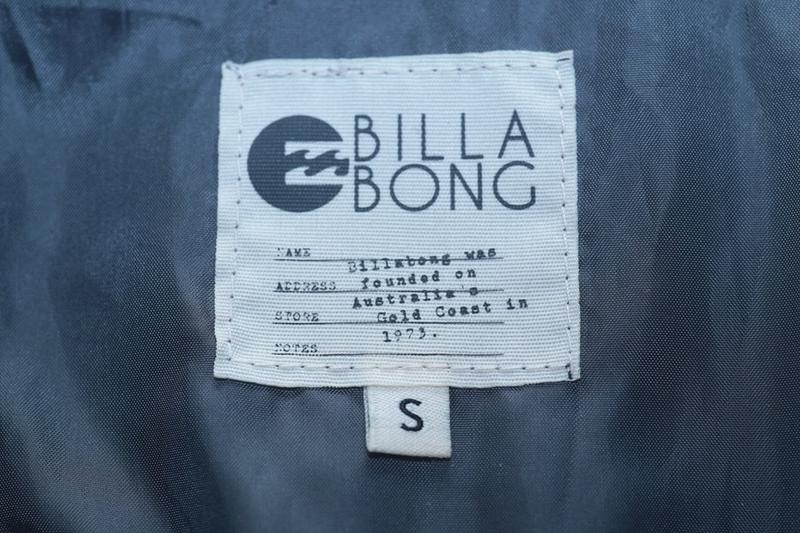 BILLA
BONG
NAME
Billabong was
ADDRESS founded on
Australia's
STORE Gold Coast in
1973.
NOTES
S